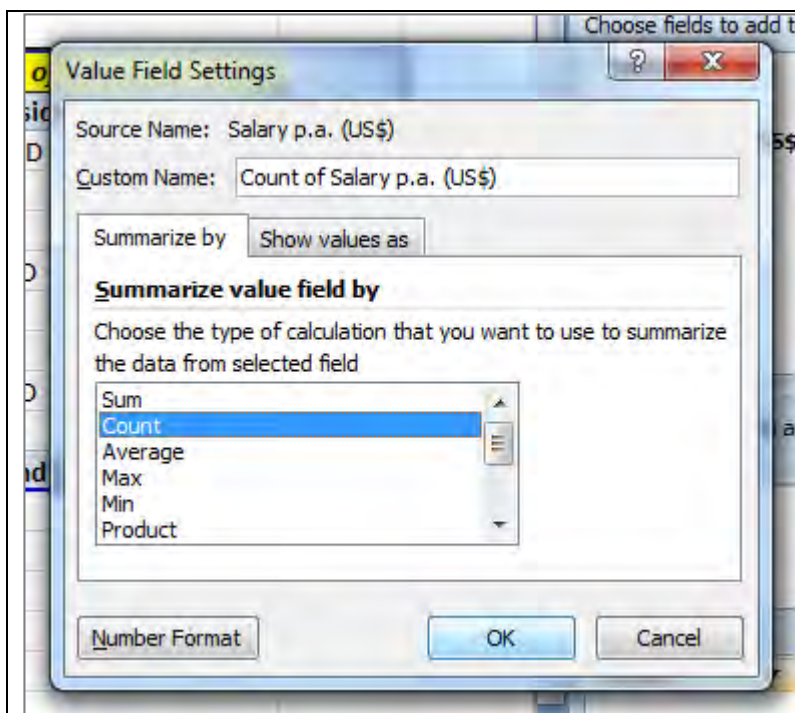 Choose fields to add t
Value Field Settings
Source Name: Salary p.a. (US$)
Custom Name: Count of Salary p.a. (US$)
Summarize by
Show values as
Summarize value field by
Choose the type of calculation that you want to use to summarize
the data from selected field
Sum
Count
Average
Max
Min
Product
Number Format
OK
Cancel